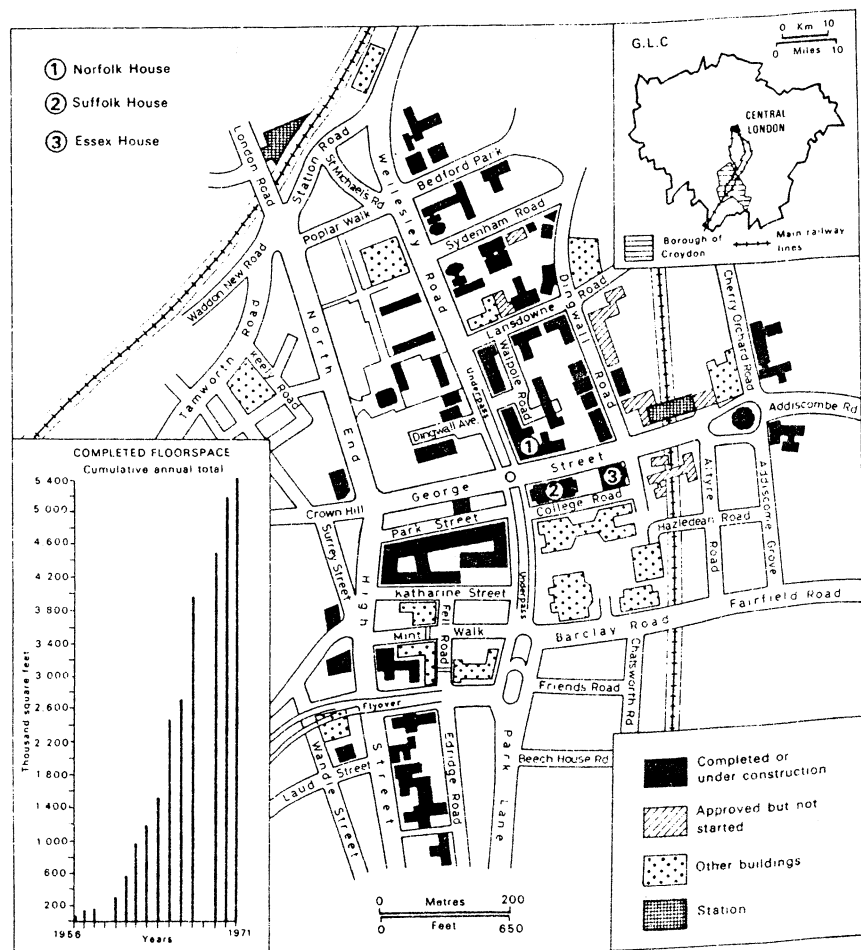 ① Norfolk House
② Suffolk House
③ Essex House
0 Km 10
0 Miles 10
G.L.C
CENTRAL
LONDON
Borough of
Croydon
Main railway
lines
London Road
Station Road
St Michael's Rd
Wellesley
Road
Bedford Park
Poplar Walk
Sydenham Road
Waddon New Road
Tamworth Road
Keely Road
North
End
Lansdowne Road
Dingwall
Road
Walpole Road
Underpass
Dingwall Ave.
Cherry Orchard Road
Addiscombe Rd
Addiscombe Grove
①
②
③
George Street
College Road
Crown Hill
Park Street
Surrey Street
Altyre Road
Hazledean Road
Katharine Street
Underpass
High
Street
Fell Road
Mint Walk
Barclay Road
Fairfield Road
Chatsworth Rd
Friends Road
Flyover
Wandle Street
Laud Street
Edridge Road
Park Lane
Beech House Rd
COMPLETED FLOORSPACE
Cumulative annual total
5 400
5 000
4 600
4 200
3 800
3 400
3 000
2 600
2 200
1 800
1 400
1 000
600
200
Thousand square feet
1956
1971
Years
0 Metres 200
0 Feet 650
Completed or
under construction
Approved but not
started
Other buildings
Station